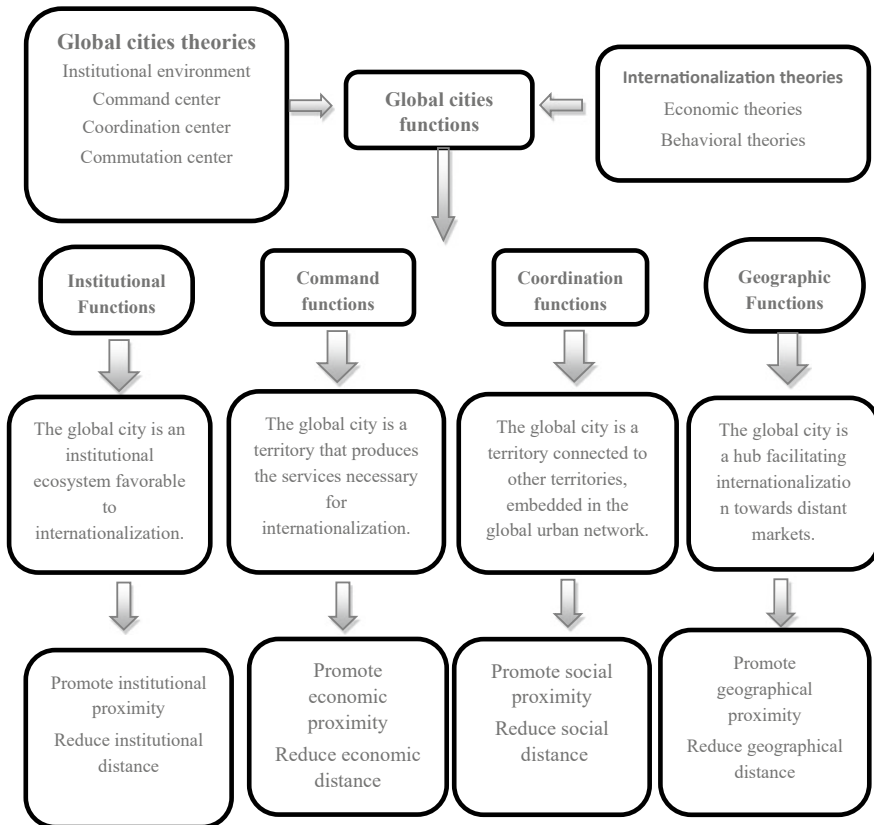 Global cities theories
Institutional environment
Command center
Coordination center
Commutation center
Global cities
functions
Internationalization theories
Economic theories
Behavioral theories
Institutional
Functions
Command
functions
Coordination
functions
Geographic
Functions
The global city is an
institutional
ecosystem favorable
to
internationalization.
The global city is a
territory that produces
the services necessary
for
internationalization.
The global city is a
territory connected to
other territories,
embedded in the
global urban network.
The global city is
a hub facilitating
internationalizatio
n towards distant
markets.
Promote institutional
proximity
Reduce institutional
distance
Promote
economic
proximity
Reduce economic
distance
Promote social
proximity
Reduce social
distance
Promote
geographical
proximity
Reduce geographical
distance